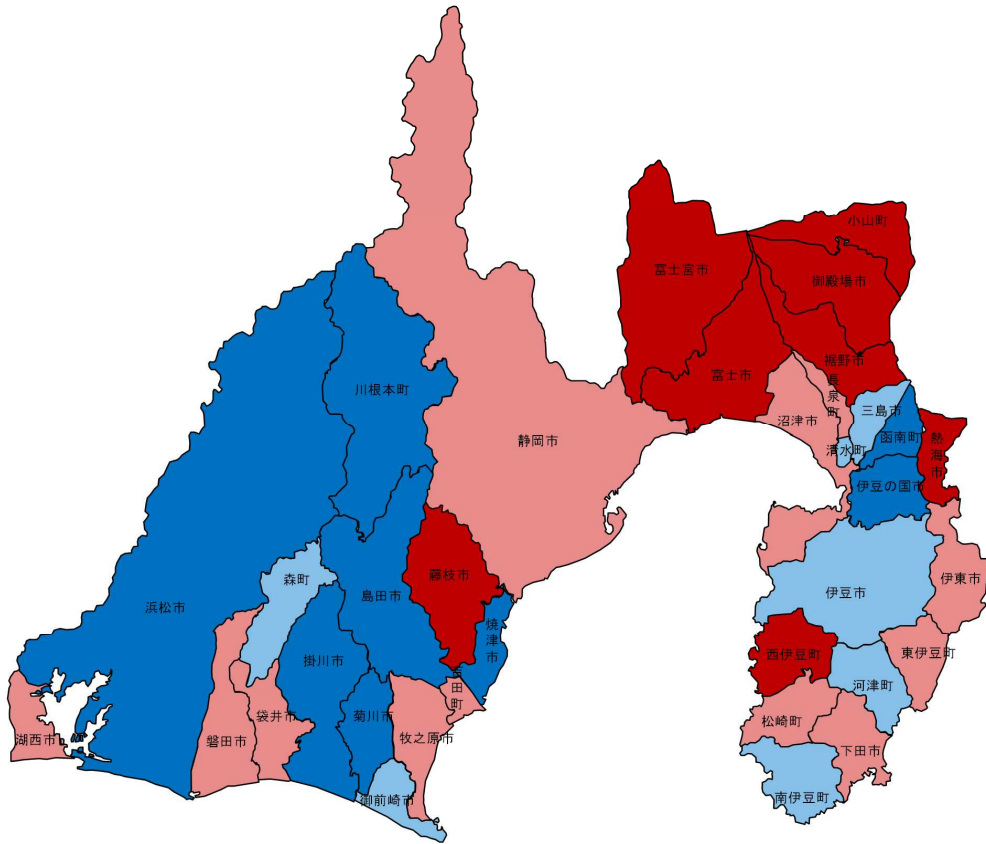 小山町
富士宮市
御殿場市
裾野市
富士市
長泉町
三島市
沼津市
清水町
函南町
熱海市
伊豆の国市
川根本町
静岡市
伊東市
伊豆市
森町
藤枝市
島田市
浜松市
焼津市
西伊豆町
東伊豆町
掛川市
吉田町
河津町
袋井市
菊川市
松崎町
湖西市
磐田市
牧之原市
下田市
御前崎市
南伊豆町